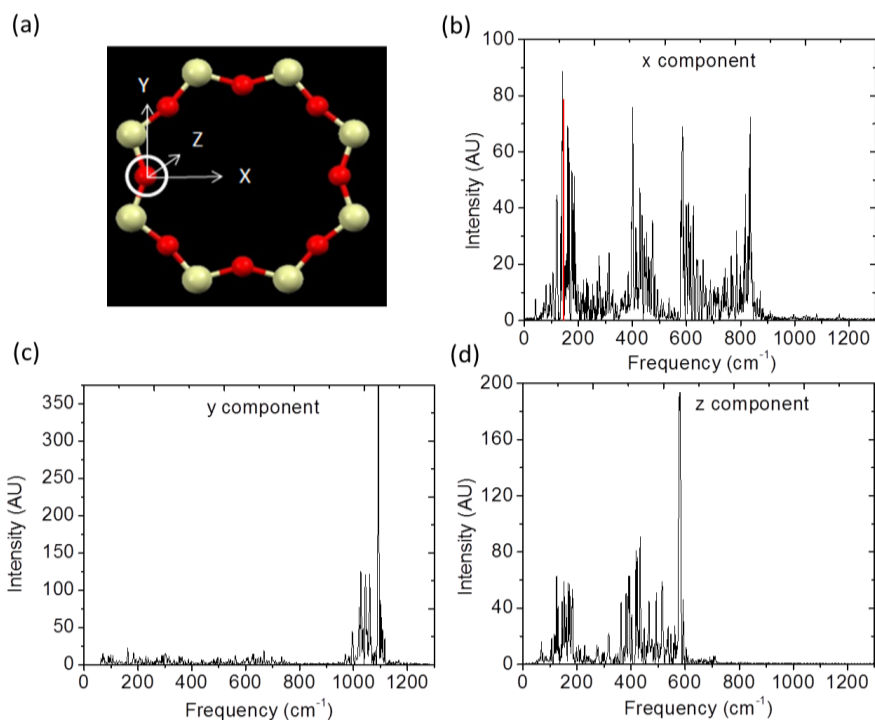 (a)
Y
Z
X
(b)
x component
100
80
60
40
20
0
Intensity (AU)
0 200 400 600 800 1000 1200
Frequency (cm-1)
(c)
y component
350
300
250
200
150
100
50
0
Intensity (AU)
0 200 400 600 800 1000 1200
Frequency (cm-1)
(d)
z component
200
160
120
80
40
0
Intensity (AU)
0 200 400 600 800 1000 1200
Frequency (cm-1)